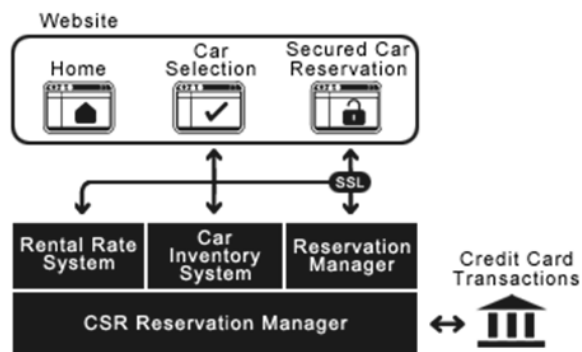 Website
Home
Car
Selection
Secured Car
Reservation
SSL
Rental Rate
System
Car
Inventory
System
Reservation
Manager
Credit Card
Transactions
CSR Reservation Manager